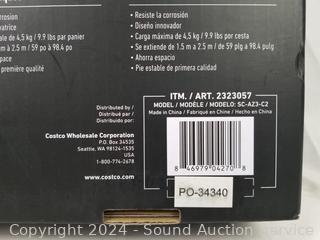 rrosion
vatrice
ale de 4,5 kg / 9.9 lbs par panier
m à 2.5 m / 59 po à 98.4 po
space
première qualité
· Resiste la corrosión
· Diseño innovador
· Carga máxima de 4,5 kg / 9.9 lbs por cesta
· Se extiende de 1.5 m a 2.5 m / de 59 plg a 98.4 pulg
· Ahorra espacio
· Pie estable de primera calidad
Distributed by /
Distribué par /
Distribuido por:
Costco Wholesale Corporation
P.O. Box 34535
Seattle, WA 98124-1535
USA
1-800-774-2678
www.costco.com
ITM. / ART. 2323057
MODEL / MODÈLE / MODELO: SC-AZ3-C2
Made in China / Fabriqué en Chine / Hecho en China
8 46979 04270 8
PO-34340
Copyright 2024 - Sound Auction Service